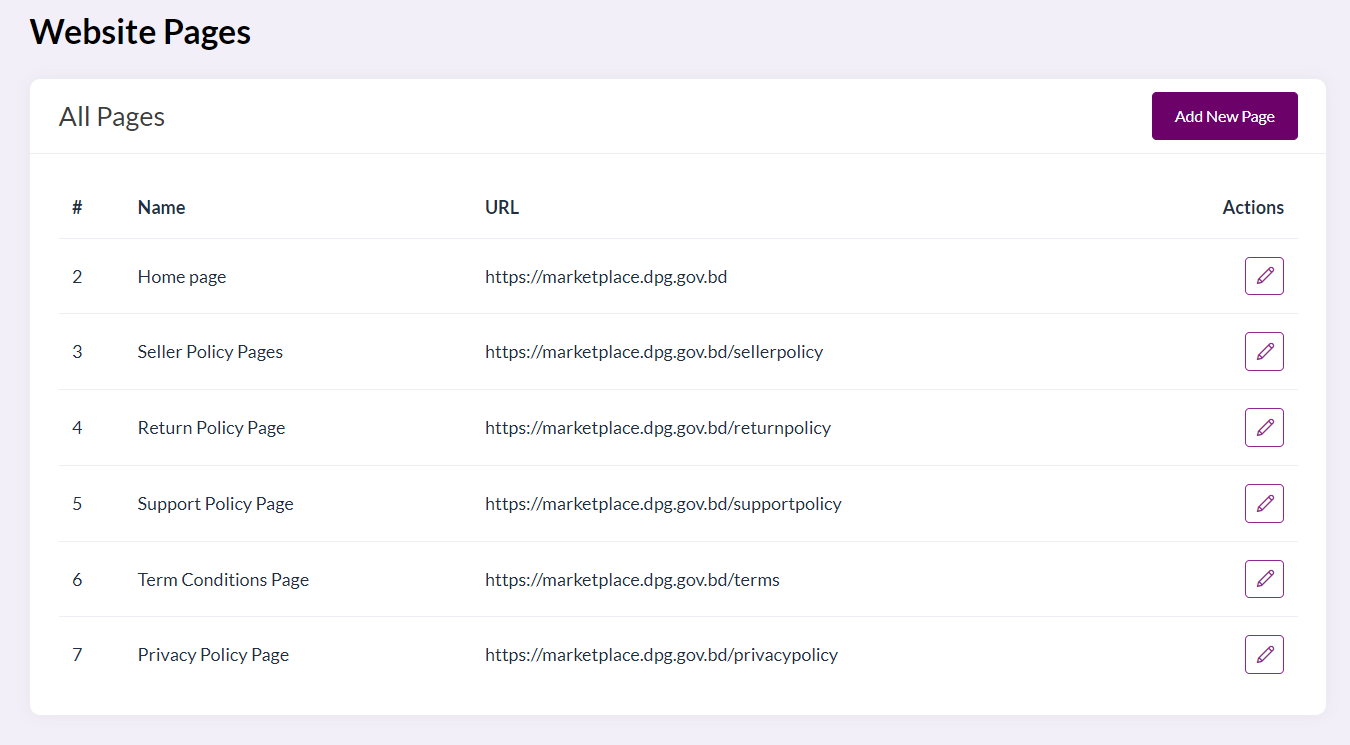 Website Pages
All Pages
Add New Page
# Name URL Actions
2 Home page https://marketplace.dpg.gov.bd
3 Seller Policy Pages https://marketplace.dpg.gov.bd/sellerpolicy
4 Return Policy Page https://marketplace.dpg.gov.bd/returnpolicy
5 Support Policy Page https://marketplace.dpg.gov.bd/supportpolicy
6 Term Conditions Page https://marketplace.dpg.gov.bd/terms
7 Privacy Policy Page https://marketplace.dpg.gov.bd/privacypolicy